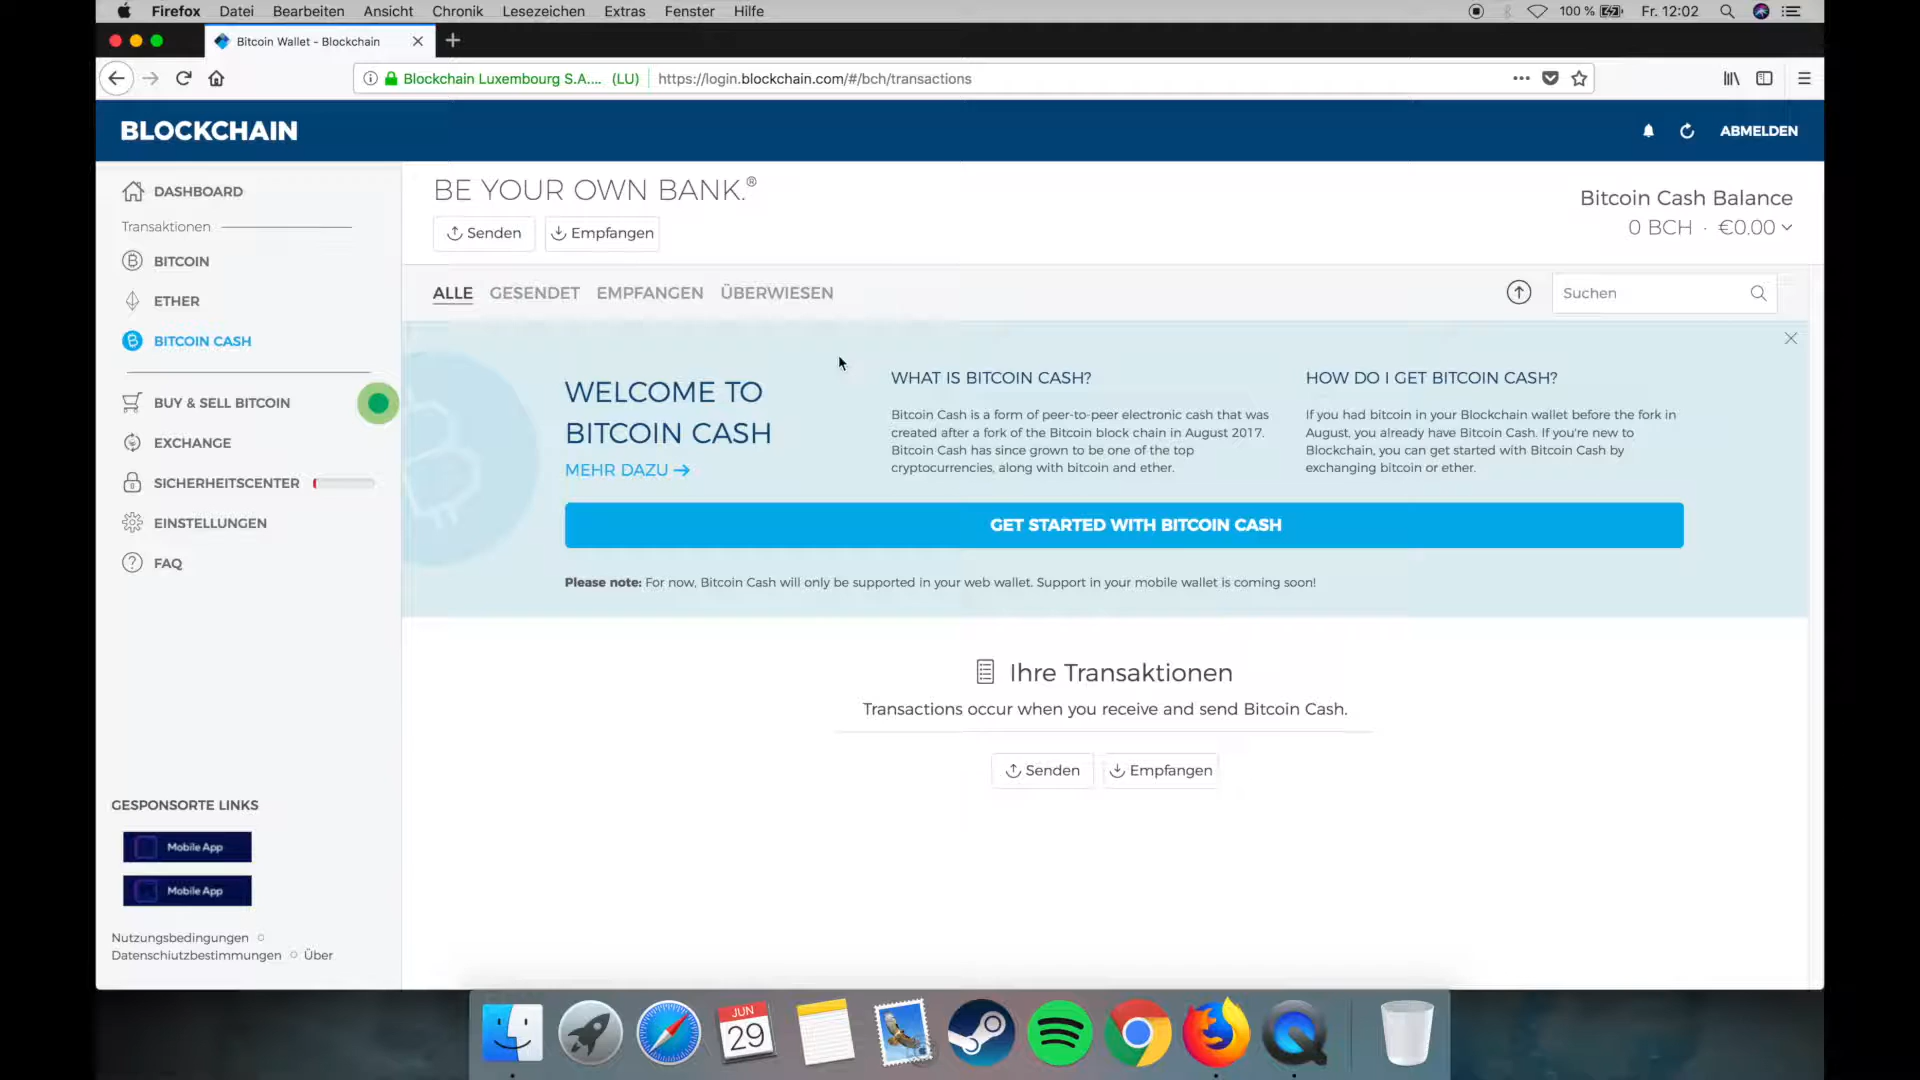 Firefox Datei Bearbeiten Ansicht Chronik Lesezeichen Extras Fenster Hilfe 100 % Fr. 12:02
Bitcoin Wallet - Blockchain
Blockchain Luxembourg S.A.... (LU) https://login.blockchain.com/#/bch/transactions
BLOCKCHAIN ABMELDEN
DASHBOARD
Transaktionen
BITCOIN
ETHER
BITCOIN CASH
BUY & SELL BITCOIN
EXCHANGE
SICHERHEITSCENTER
EINSTELLUNGEN
FAQ
GESPONSORTE LINKS
Mobile App
Mobile App
Nutzungsbedingungen
Datenschutzbestimmungen Über
BE YOUR OWN BANK.®
Senden Empfangen
Bitcoin Cash Balance
0 BCH · €0.00
ALLE GESENDET EMPFANGEN ÜBERWIESEN Suchen
WELCOME TO
BITCOIN CASH
MEHR DAZU →
WHAT IS BITCOIN CASH?
Bitcoin Cash is a form of peer-to-peer electronic cash that was
created after a fork of the Bitcoin block chain in August 2017.
Bitcoin Cash has since grown to be one of the top
cryptocurrencies, along with bitcoin and ether.
HOW DO I GET BITCOIN CASH?
If you had bitcoin in your Blockchain wallet before the fork in
August, you already have Bitcoin Cash. If you're new to
Blockchain, you can get started with Bitcoin Cash by
exchanging bitcoin or ether.
GET STARTED WITH BITCOIN CASH
Please note: For now, Bitcoin Cash will only be supported in your web wallet. Support in your mobile wallet is coming soon!
Ihre Transaktionen
Transactions occur when you receive and send Bitcoin Cash.
Senden Empfangen
JUN
29